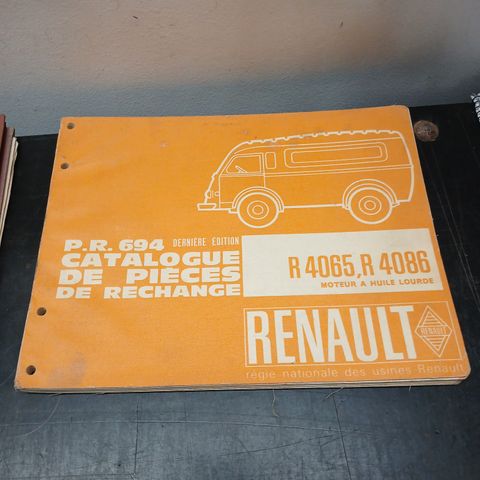 P.R. 694 DERNIÈRE ÉDITION
CATALOGUE
DE PIÈCES
DE RECHANGE
R 4065, R 4086
MOTEUR A HUILE LOURDE
RENAULT
RENAULT
régie nationale des usines Renault